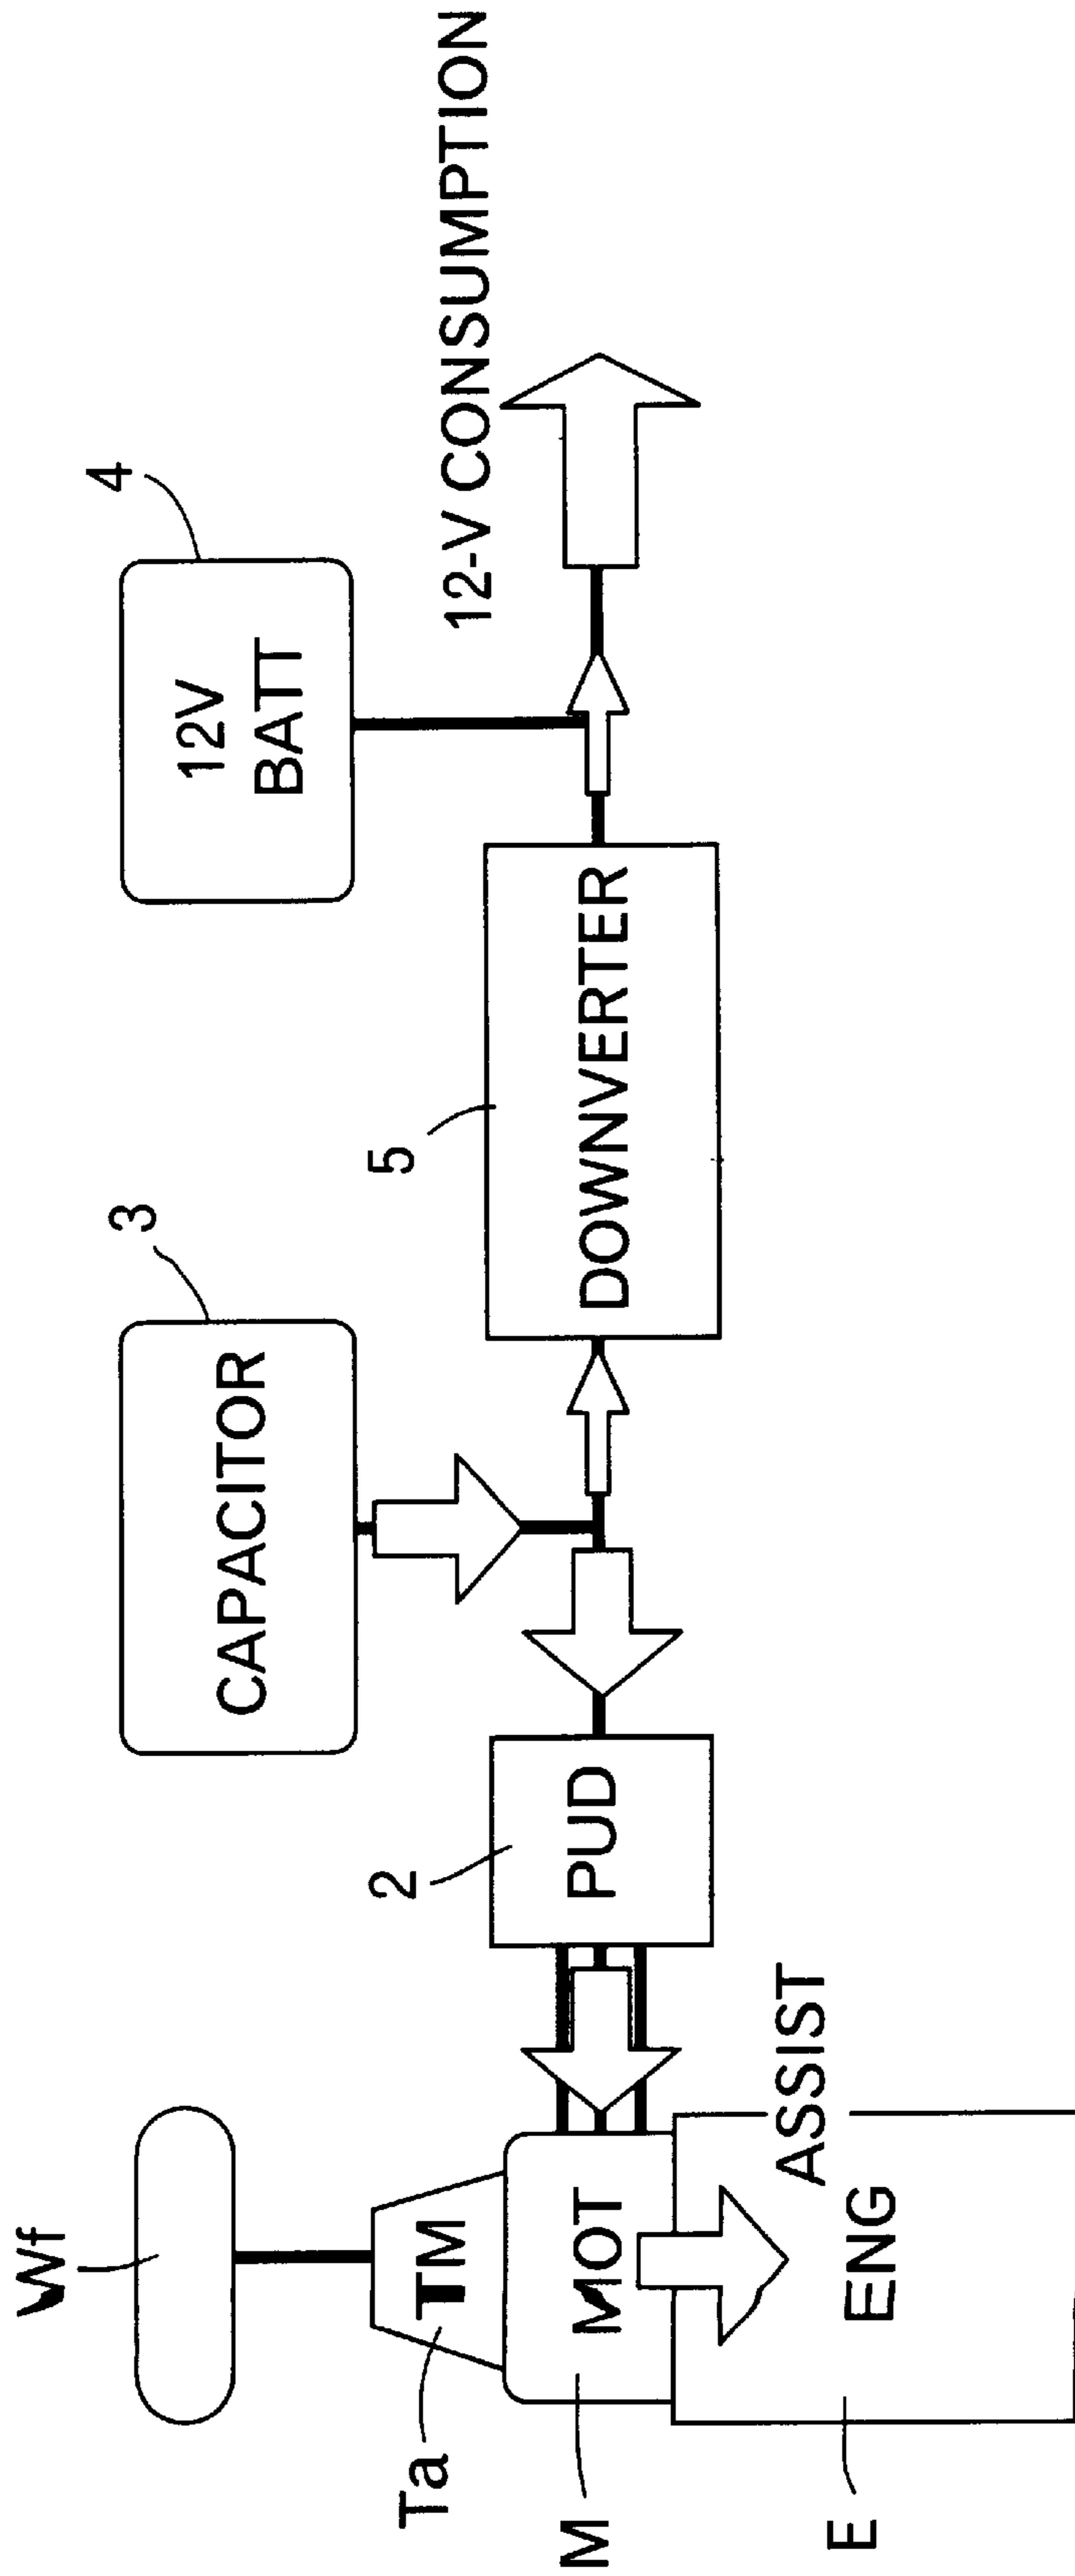 Wf
Ta
TM
M
MOT
E
ENG
ASSIST
2
PUD
3
CAPACITOR
5
DOWNVERTER
4
12V
BATT
12-V CONSUMPTION